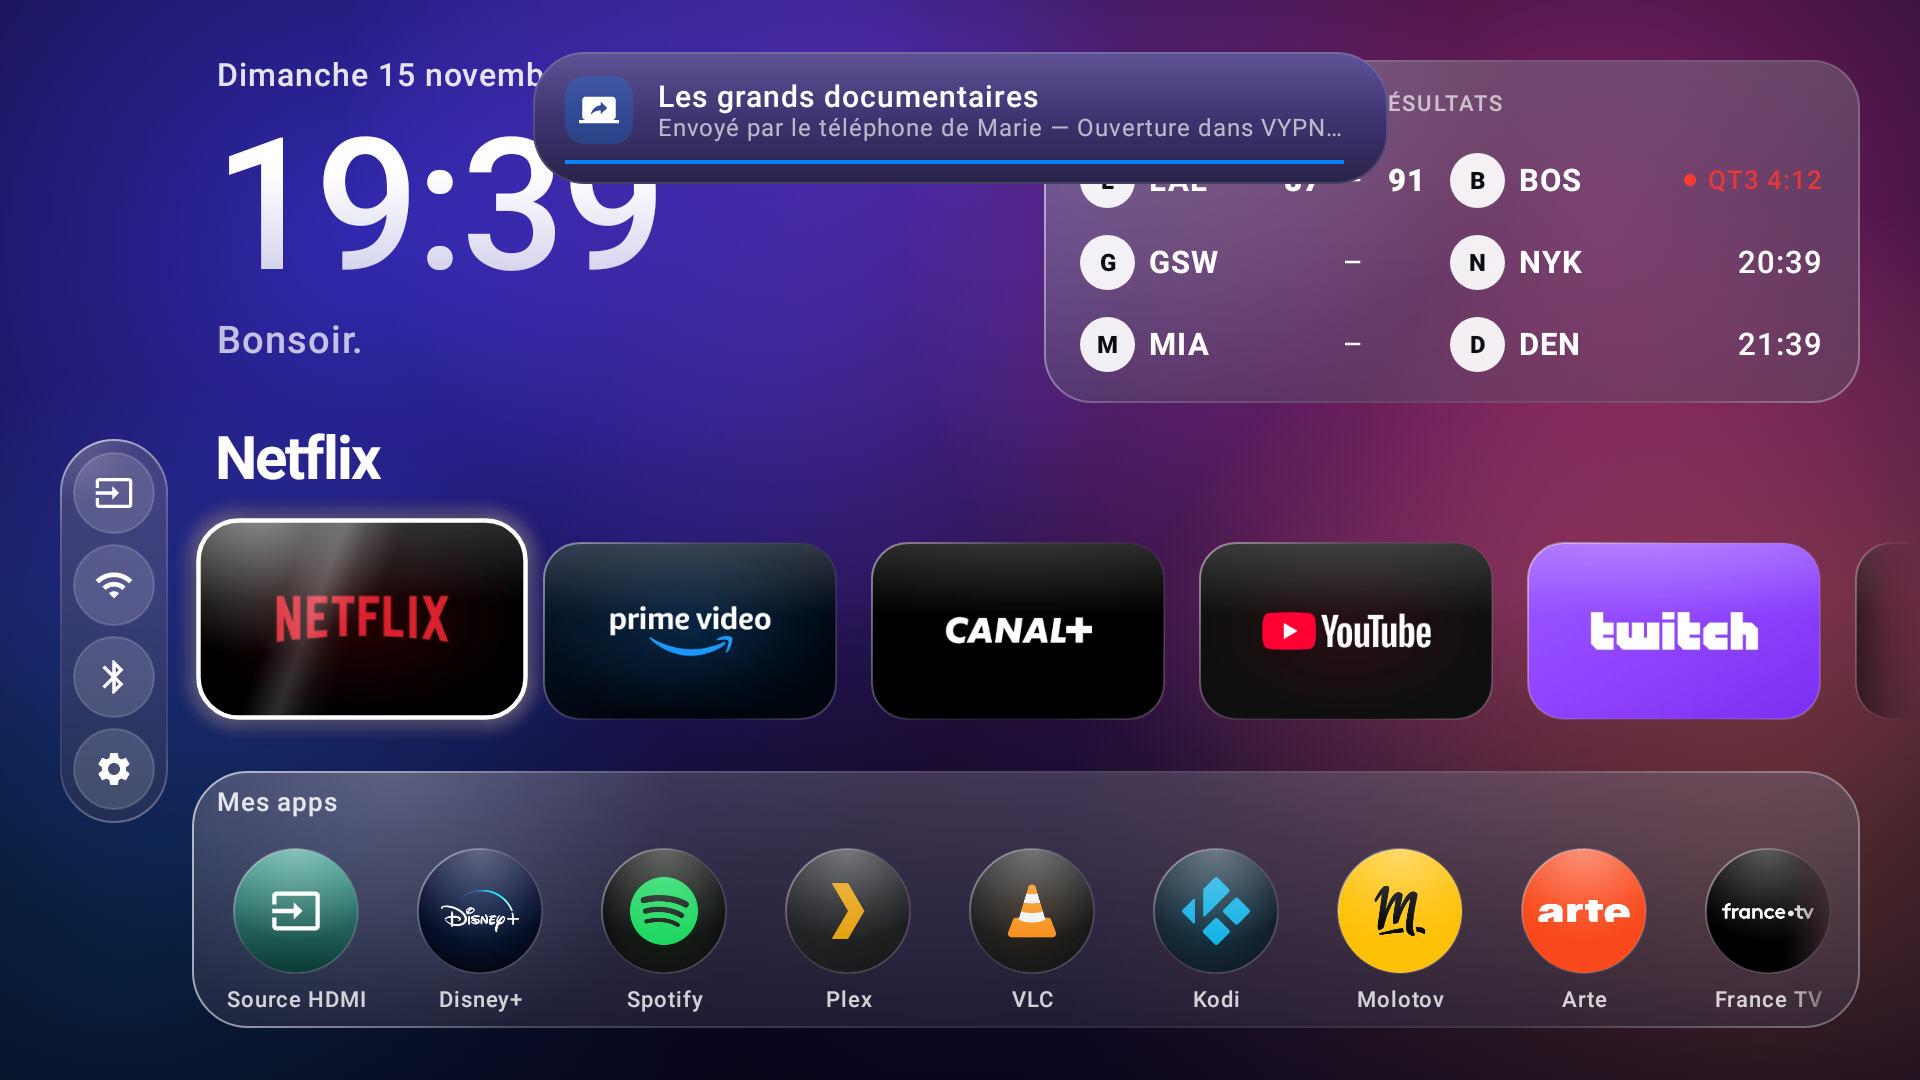 Dimanche 15 novemb
19:39
Bonsoir.
Les grands documentaires
Envoyé par le téléphone de Marie — Ouverture dans VYPN…
ÉSULTATS
91 B BOS QT3 4:12
G GSW – N NYK 20:39
M MIA – D DEN 21:39
Netflix
NETFLIX
prime video
CANAL+
YouTube
twitch
Mes apps
Disney+
M.
arte
france•tv
Source HDMI
Disney+
Spotify
Plex
VLC
Kodi
Molotov
Arte
France TV